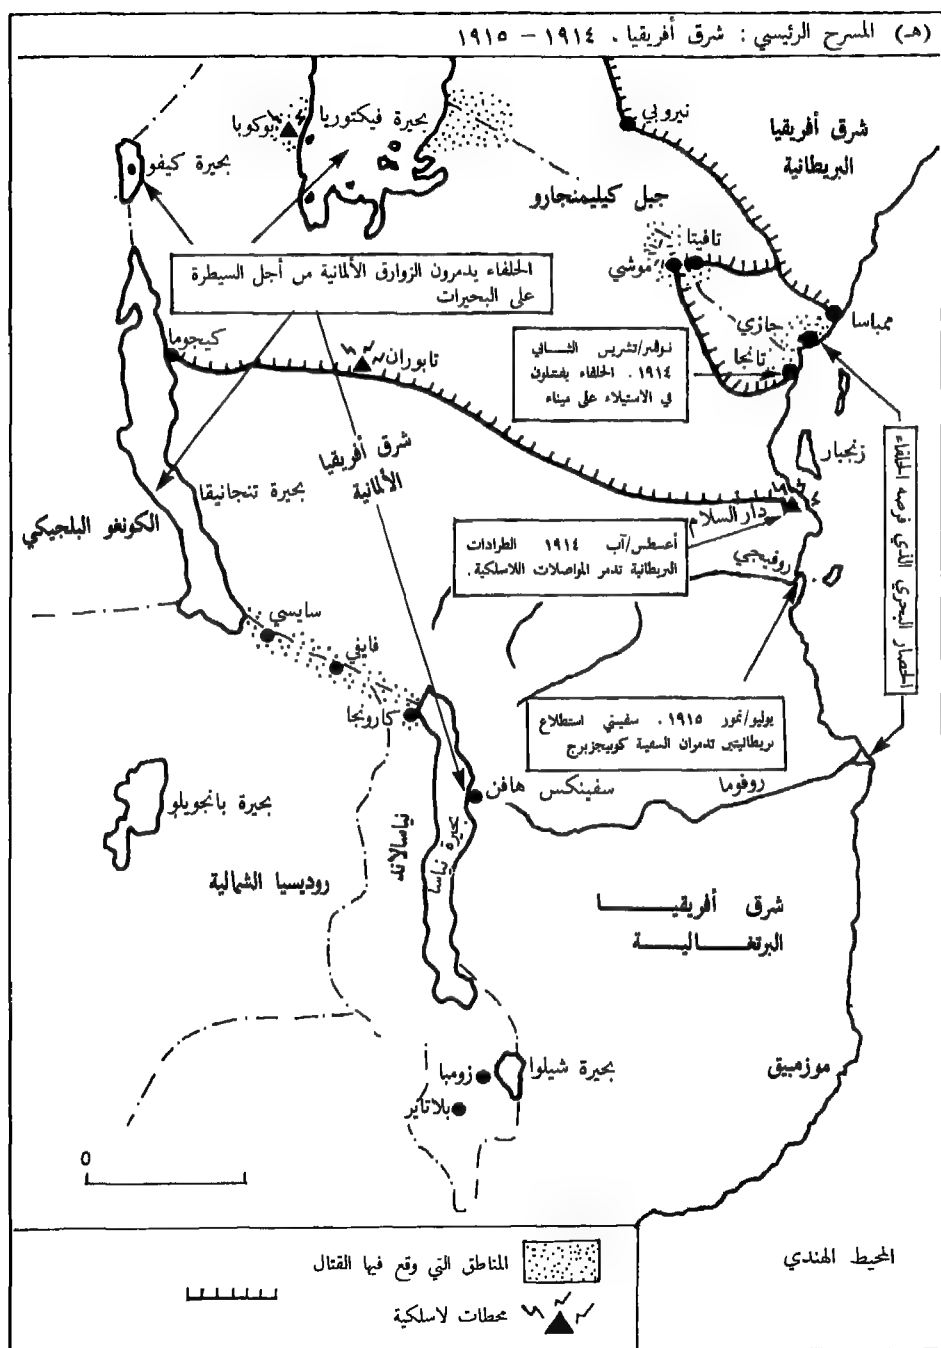 (هـ) المسرح الرئيسي : شرق أفريقيا . ١٩١٤ - ١٩١٥
نيروبي
شرق أفريقيا
البريطانية
بوكوبا
بحيرة فيكتوريا
بحيرة كيفو
جبل كيليمنجارو
تافيتا
موشي
الحلفاء يدمرون الزوارق الألمانية من أجل السيطرة
على البحيرات
ممباسا
جازي
تانجا
كيجوما
تابوران
نوفمبر/تشريس الثاني
١٩١٤ . الحلفاء يفشلون
في الاستيلاء على ميناء
زنجبار
الحصار البحري الذي فرضه الحلفاء
شرق أفريقيا
الألمانية
بحيرة تنجانيقا
الكونغو البلجيكي
دار السلام
أغسطس/آب ١٩١٤ الطرادات
البريطانية تدمر المواصلات اللاسلكية .
روفيجي
سايسي
فايفي
كارونجا
يوليو/تموز ١٩١٥ . سفينتي استطلاع
بريطانيتين تدمران السفينة كونيجزبرج
روفوما
سفينكس هافن
بحيرة بانجويلو
نياسالاند
بحيرة نياسا
روديسيا الشمالية
شرق أفريقيـــا
البرتغـــاليـــة
موزمبيق
بحيرة شيلوا
زومبا
بلانتاير
0
المحيط الهندي
المناطق التي وقع فيها القتال
محطات لاسلكية